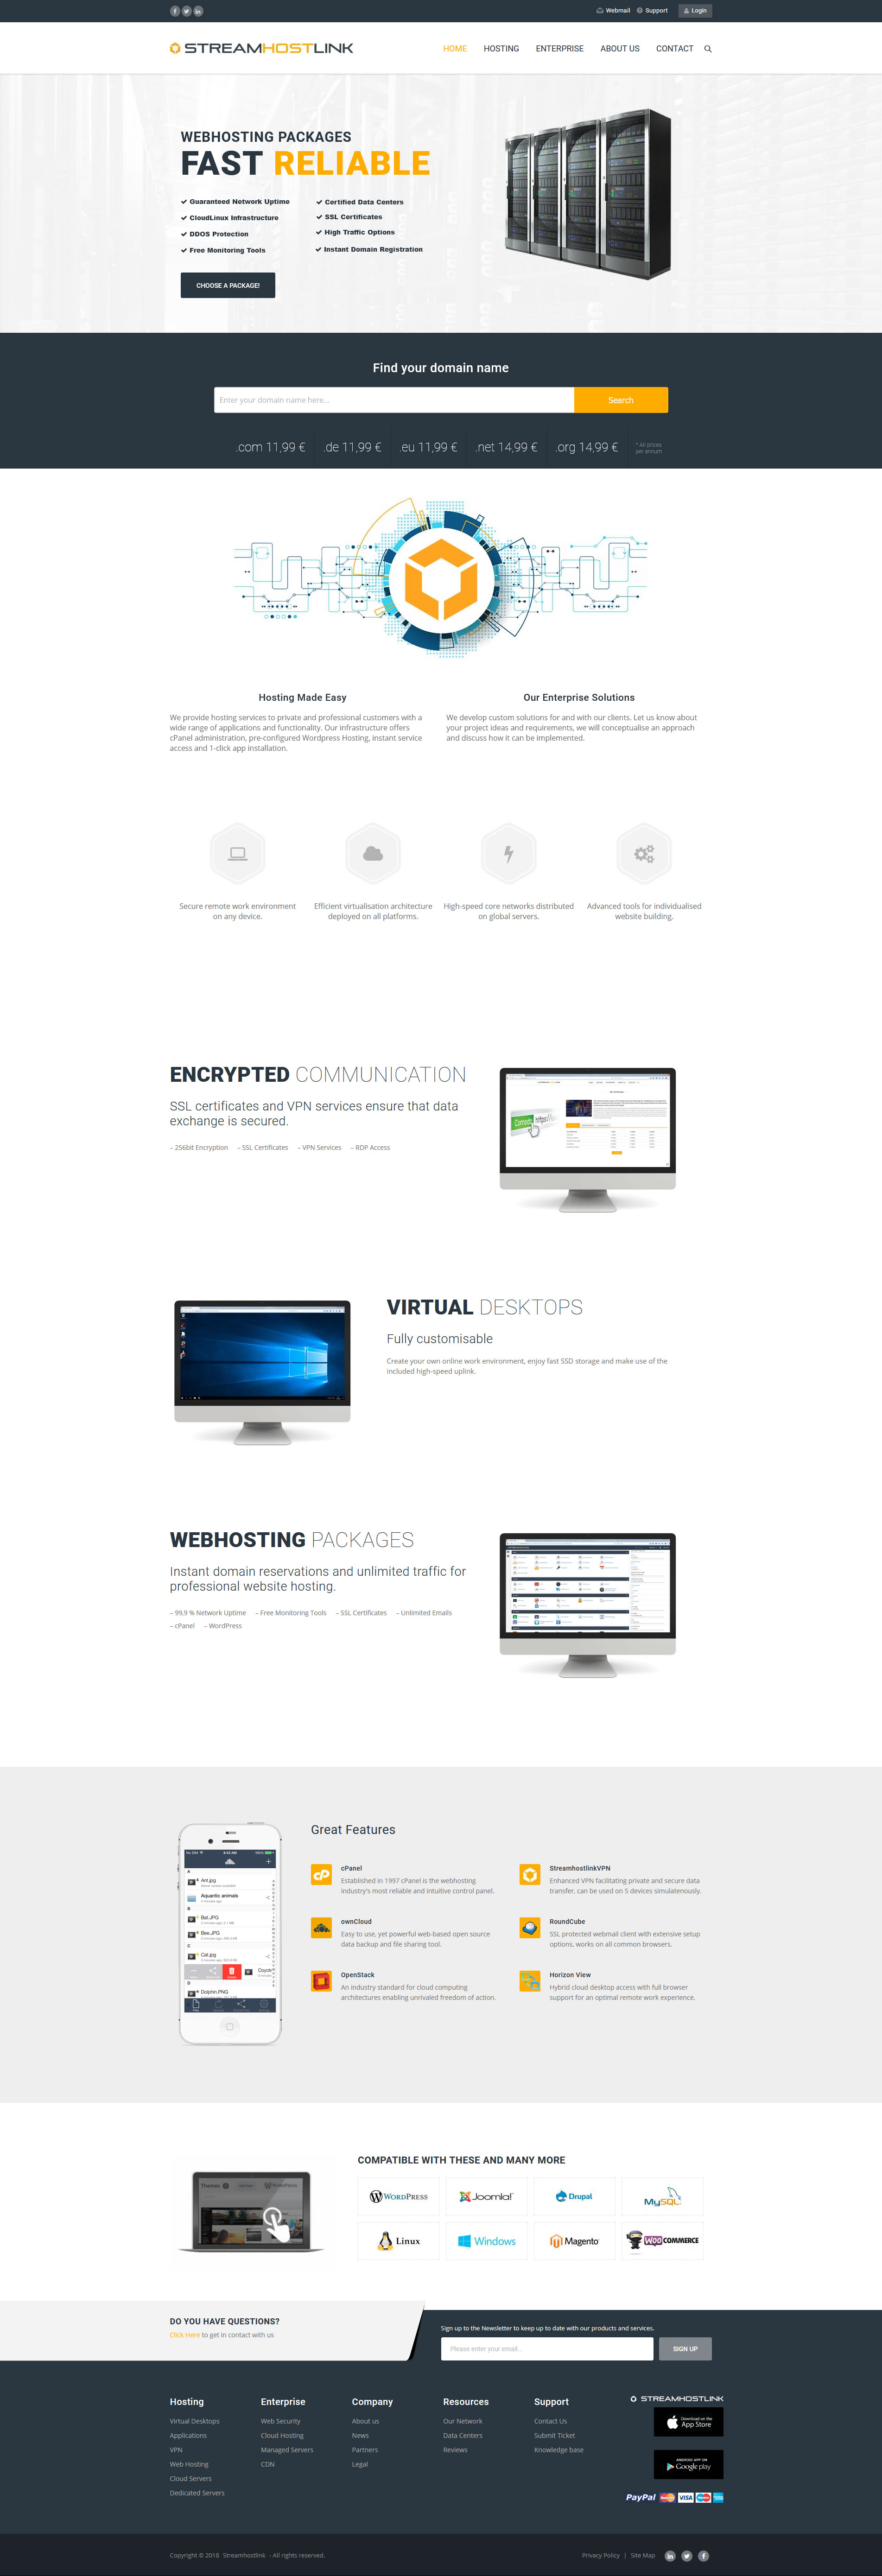 Webmail Support Login
STREAMHOSTLINK
HOME HOSTING ENTERPRISE ABOUT US CONTACT
WEBHOSTING PACKAGES
FAST RELIABLE
Guaranteed Network Uptime
CloudLinux Infrastructure
DDOS Protection
Free Monitoring Tools
Certified Data Centers
SSL Certificates
High Traffic Options
Instant Domain Registration
CHOOSE A PACKAGE!
Find your domain name
Enter your domain name here...
Search
.com 11,99 € .de 11,99 € .eu 11,99 € .net 14,99 € .org 14,99 €
* All prices
per annum
Hosting Made Easy
We provide hosting services to private and professional customers with a
wide range of applications and functionality. Our infrastructure offers
cPanel administration, pre-configured Wordpress Hosting, instant service
access and 1-click app installation.
Our Enterprise Solutions
We develop custom solutions for and with our clients. Let us know about
your project ideas and requirements, we will conceptualise an approach
and discuss how it can be implemented.
Secure remote work environment
on any device.
Efficient virtualisation architecture
deployed on all platforms.
High-speed core networks distributed
on global servers.
Advanced tools for individualised
website building.
ENCRYPTED COMMUNICATION
SSL certificates and VPN services ensure that data
exchange is secured.
– 256bit Encryption – SSL Certificates – VPN Services – RDP Access
Comodo https://
VIRTUAL DESKTOPS
Fully customisable
Create your own online work environment, enjoy fast SSD storage and make use of the
included high-speed uplink.
WEBHOSTING PACKAGES
Instant domain reservations and unlimited traffic for
professional website hosting.
– 99,9 % Network Uptime – Free Monitoring Tools – SSL Certificates – Unlimited Emails
– cPanel – WordPress
Ant.jpg
Aquatic animals
Bat.JPG
Bee.JPG
Cat.jpg
Coyote
Dolphin.PNG
Great Features
cPanel
Established in 1997 cPanel is the webhosting
industry's most reliable and intuitive control panel.
StreamhostlinkVPN
Enhanced VPN facilitating private and secure data
transfer, can be used on 5 devices simulatenously.
ownCloud
Easy to use, yet powerful web-based open source
data backup and file sharing tool.
RoundCube
SSL protected webmail client with extensive setup
options, works on all common browsers.
OpenStack
An industry standard for cloud computing
architectures enabling unrivaled freedom of action.
Horizon View
Hybrid cloud desktop access with full browser
support for an optimal remote work experience.
Themes
COMPATIBLE WITH THESE AND MANY MORE
WORDPRESS Joomla! Drupal MySQL
Linux Windows Magento WOO COMMERCE
DO YOU HAVE QUESTIONS?
Click Here to get in contact with us
Sign up to the Newsletter to keep up to date with our products and services.
Please enter your email...
SIGN UP
Hosting
Virtual Desktops
Applications
VPN
Web Hosting
Cloud Servers
Dedicated Servers
Enterprise
Web Security
Cloud Hosting
Managed Servers
CDN
Company
About us
News
Partners
Legal
Resources
Our Network
Data Centers
Reviews
Support
Contact Us
Submit Ticket
Knowledge base
STREAMHOSTLINK
Download on the
App Store
ANDROID APP ON
Google play
PayPal VISA
Copyright © 2018 Streamhostlink - All rights reserved.
Privacy Policy | Site Map